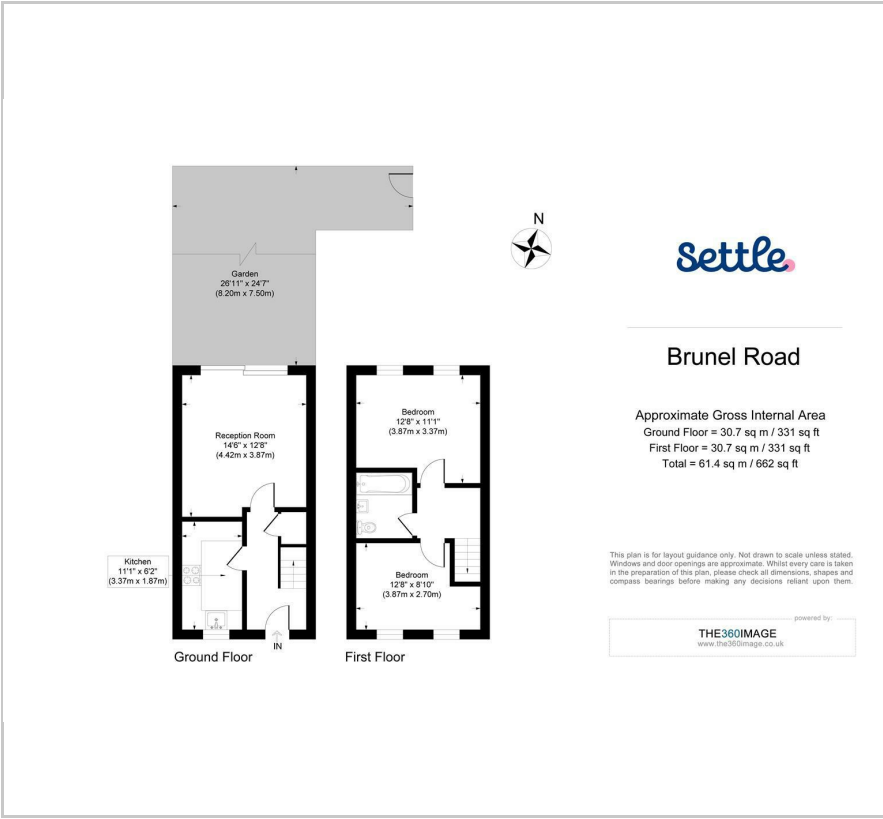 Garden
26'11" x 24'7"
(8.20m x 7.50m)
N
Reception Room
14'6" x 12'8"
(4.42m x 3.87m)
Kitchen
11'1" x 6'2"
(3.37m x 1.87m)
IN
Ground Floor
Bedroom
12'8" x 11'1"
(3.87m x 3.37m)
Bedroom
12'8" x 8'10"
(3.87m x 2.70m)
First Floor
Settle
Brunel Road
Approximate Gross Internal Area
Ground Floor = 30.7 sq m / 331 sq ft
First Floor = 30.7 sq m / 331 sq ft
Total = 61.4 sq m / 662 sq ft
This plan is for layout guidance only. Not drawn to scale unless stated.
Windows and door openings are approximate. Whilst every care is taken
in the preparation of this plan, please check all dimensions, shapes and
compass bearings before making any decisions reliant upon them.
powered by:
THE360IMAGE
www.the360image.co.uk